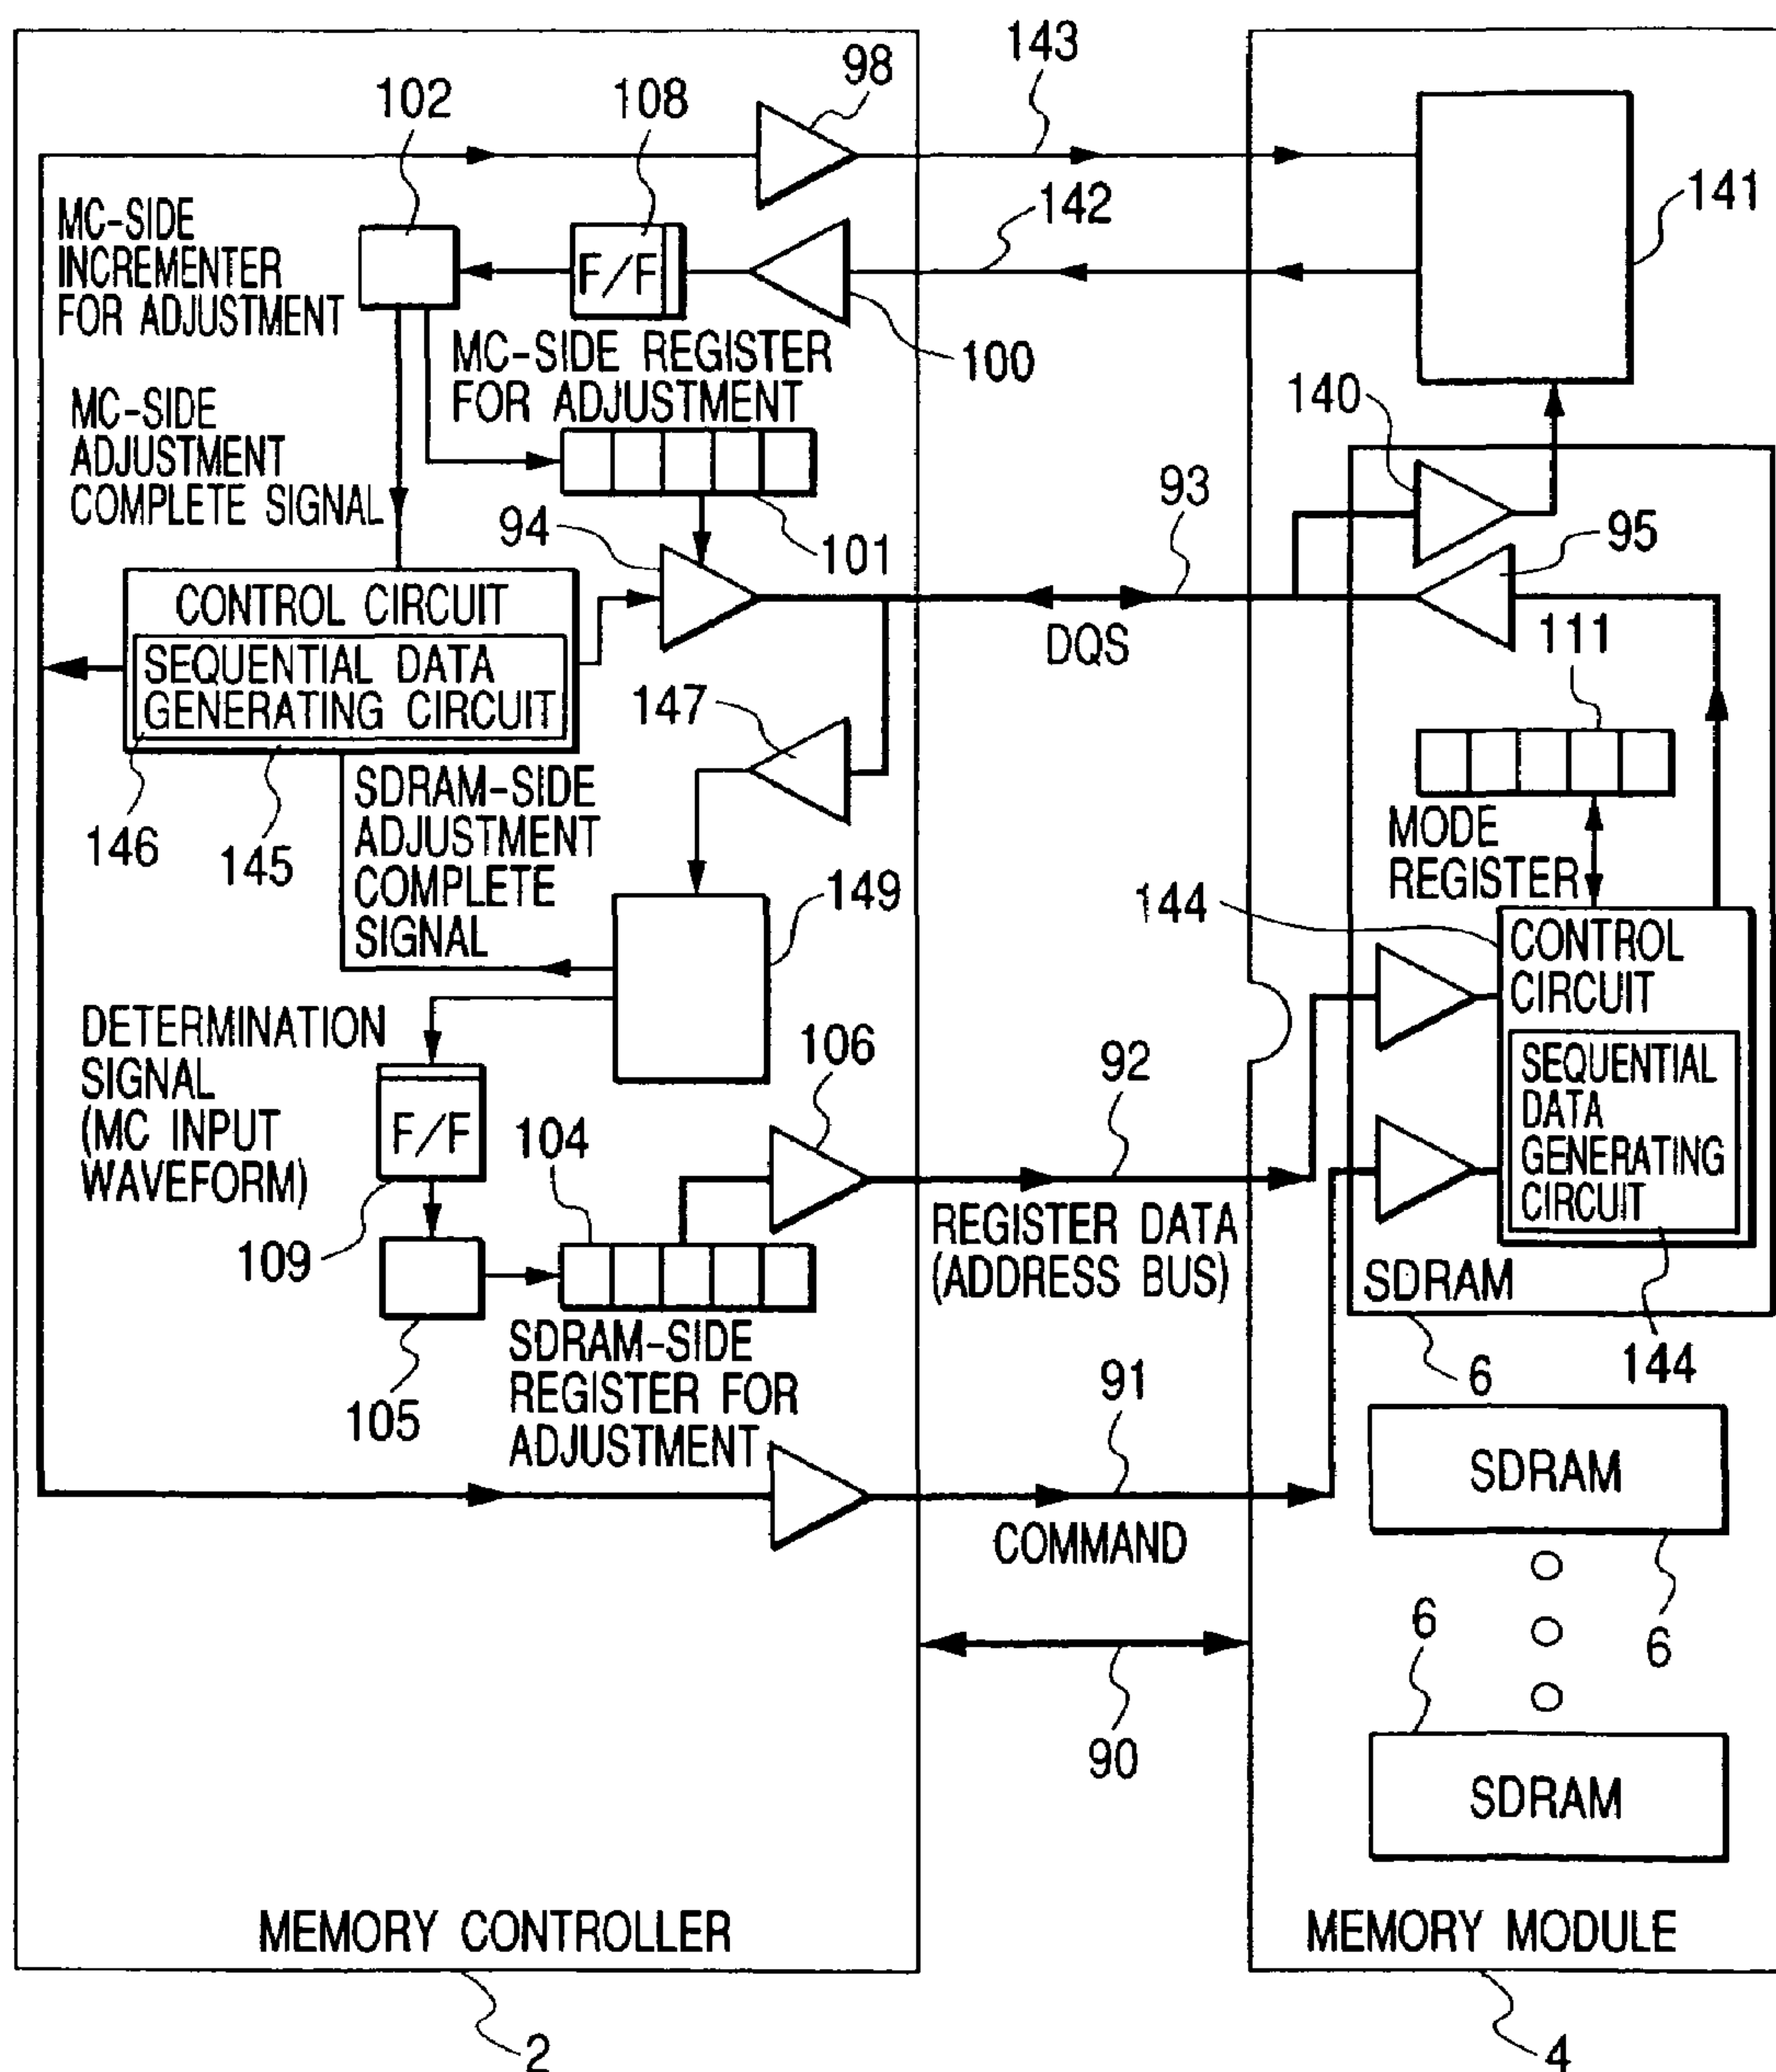 143
98
102
108
141
142
MC-SIDE
INCREMENTER
FOR ADJUSTMENT
F/F
MC-SIDE REGISTER
FOR ADJUSTMENT
100
140
MC-SIDE
ADJUSTMENT
COMPLETE SIGNAL
94
101
93
95
CONTROL CIRCUIT
SEQUENTIAL DATA
GENERATING CIRCUIT
DQS
111
147
146
145
SDRAM-SIDE
ADJUSTMENT
COMPLETE
SIGNAL
149
MODE
REGISTER
144
CONTROL
CIRCUIT
SEQUENTIAL
DATA
GENERATING
CIRCUIT
DETERMINATION
SIGNAL
(MC INPUT
WAVEFORM)
F/F
109
104
106
92
REGISTER DATA
(ADDRESS BUS)
SDRAM
6
144
105
SDRAM-SIDE
REGISTER FOR
ADJUSTMENT
91
COMMAND
SDRAM
6
6
90
SDRAM
MEMORY CONTROLLER
MEMORY MODULE
2
4